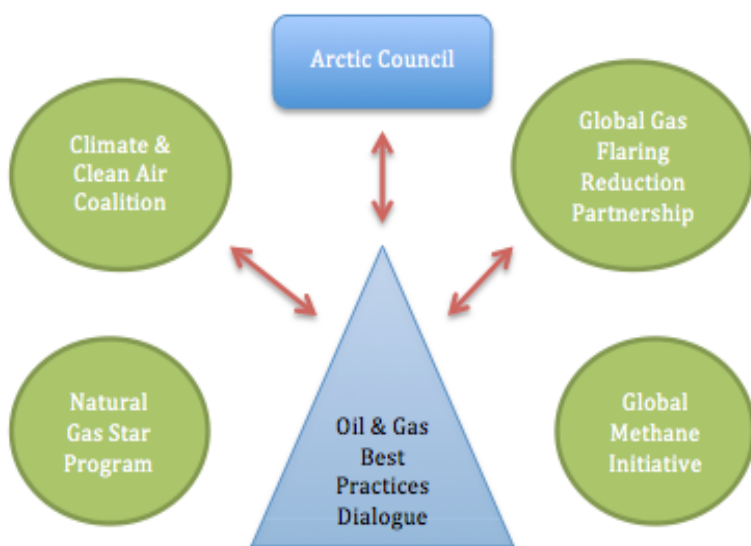 Arctic Council
Climate &
Clean Air
Coalition
Global Gas
Flaring
Reduction
Partnership
Natural
Gas Star
Program
Oil & Gas
Best
Practices
Dialogue
Global
Methane
Initiative